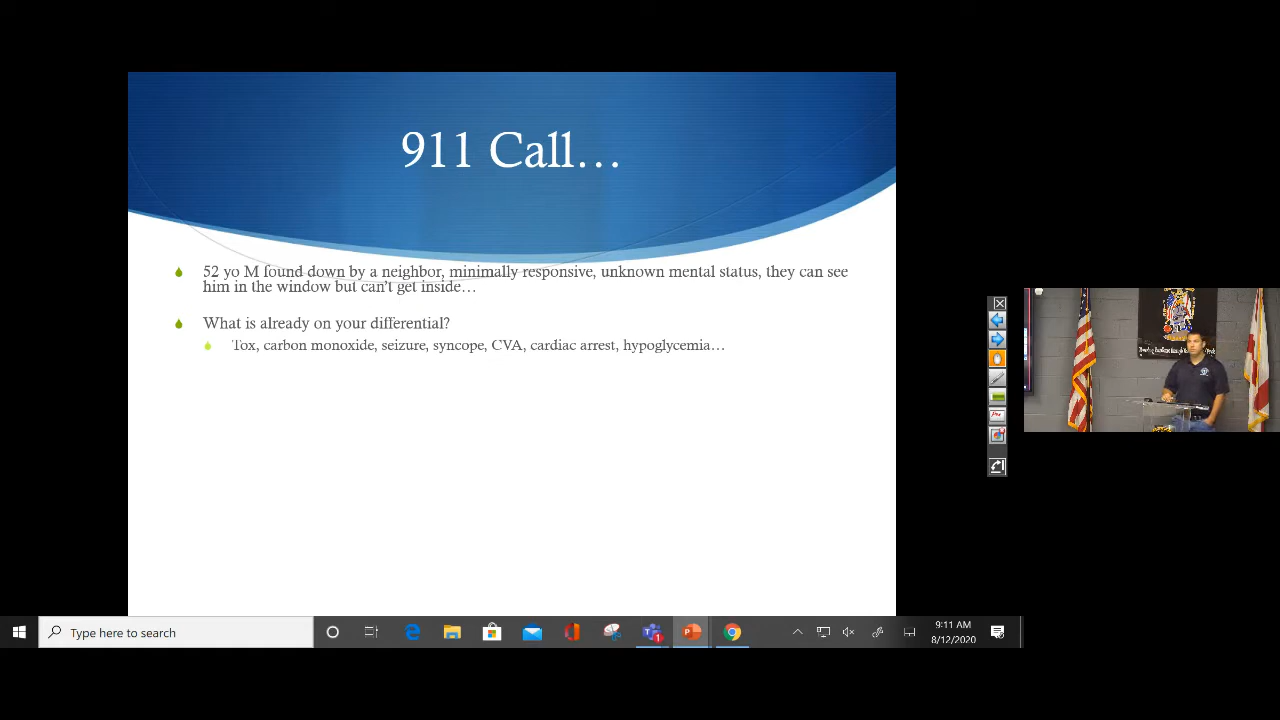 911 Call…
52 yo M found down by a neighbor, minimally responsive, unknown mental status, they can see
him in the window but can't get inside…
What is already on your differential?
Tox, carbon monoxide, seizure, syncope, CVA, cardiac arrest, hypoglycemia…
Type here to search
1
9:11 AM
8/12/2020